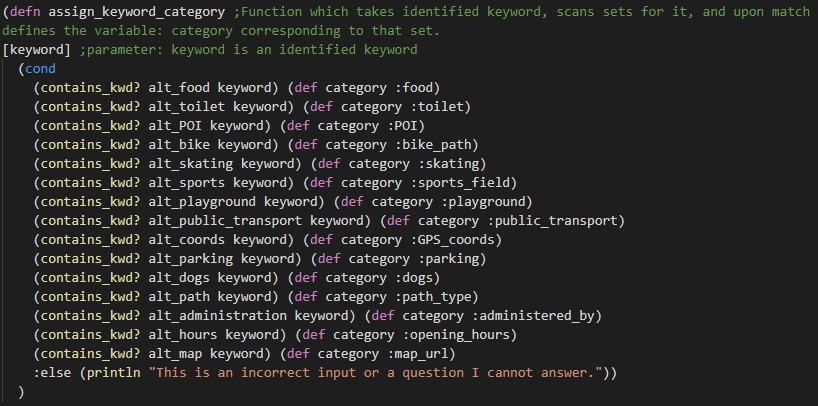 (defn assign_keyword_category ;Function which takes identified keyword, scans sets for it, and upon match
defines the variable: category corresponding to that set.
[keyword] ;parameter: keyword is an identified keyword
  (cond
    (contains_kwd? alt_food keyword) (def category :food)
    (contains_kwd? alt_toilet keyword) (def category :toilet)
    (contains_kwd? alt_POI keyword) (def category :POI)
    (contains_kwd? alt_bike keyword) (def category :bike_path)
    (contains_kwd? alt_skating keyword) (def category :skating)
    (contains_kwd? alt_sports keyword) (def category :sports_field)
    (contains_kwd? alt_playground keyword) (def category :playground)
    (contains_kwd? alt_public_transport keyword) (def category :public_transport)
    (contains_kwd? alt_coords keyword) (def category :GPS_coords)
    (contains_kwd? alt_parking keyword) (def category :parking)
    (contains_kwd? alt_dogs keyword) (def category :dogs)
    (contains_kwd? alt_path keyword) (def category :path_type)
    (contains_kwd? alt_administration keyword) (def category :administered_by)
    (contains_kwd? alt_hours keyword) (def category :opening_hours)
    (contains_kwd? alt_map keyword) (def category :map_url)
    :else (println "This is an incorrect input or a question I cannot answer."))
  )